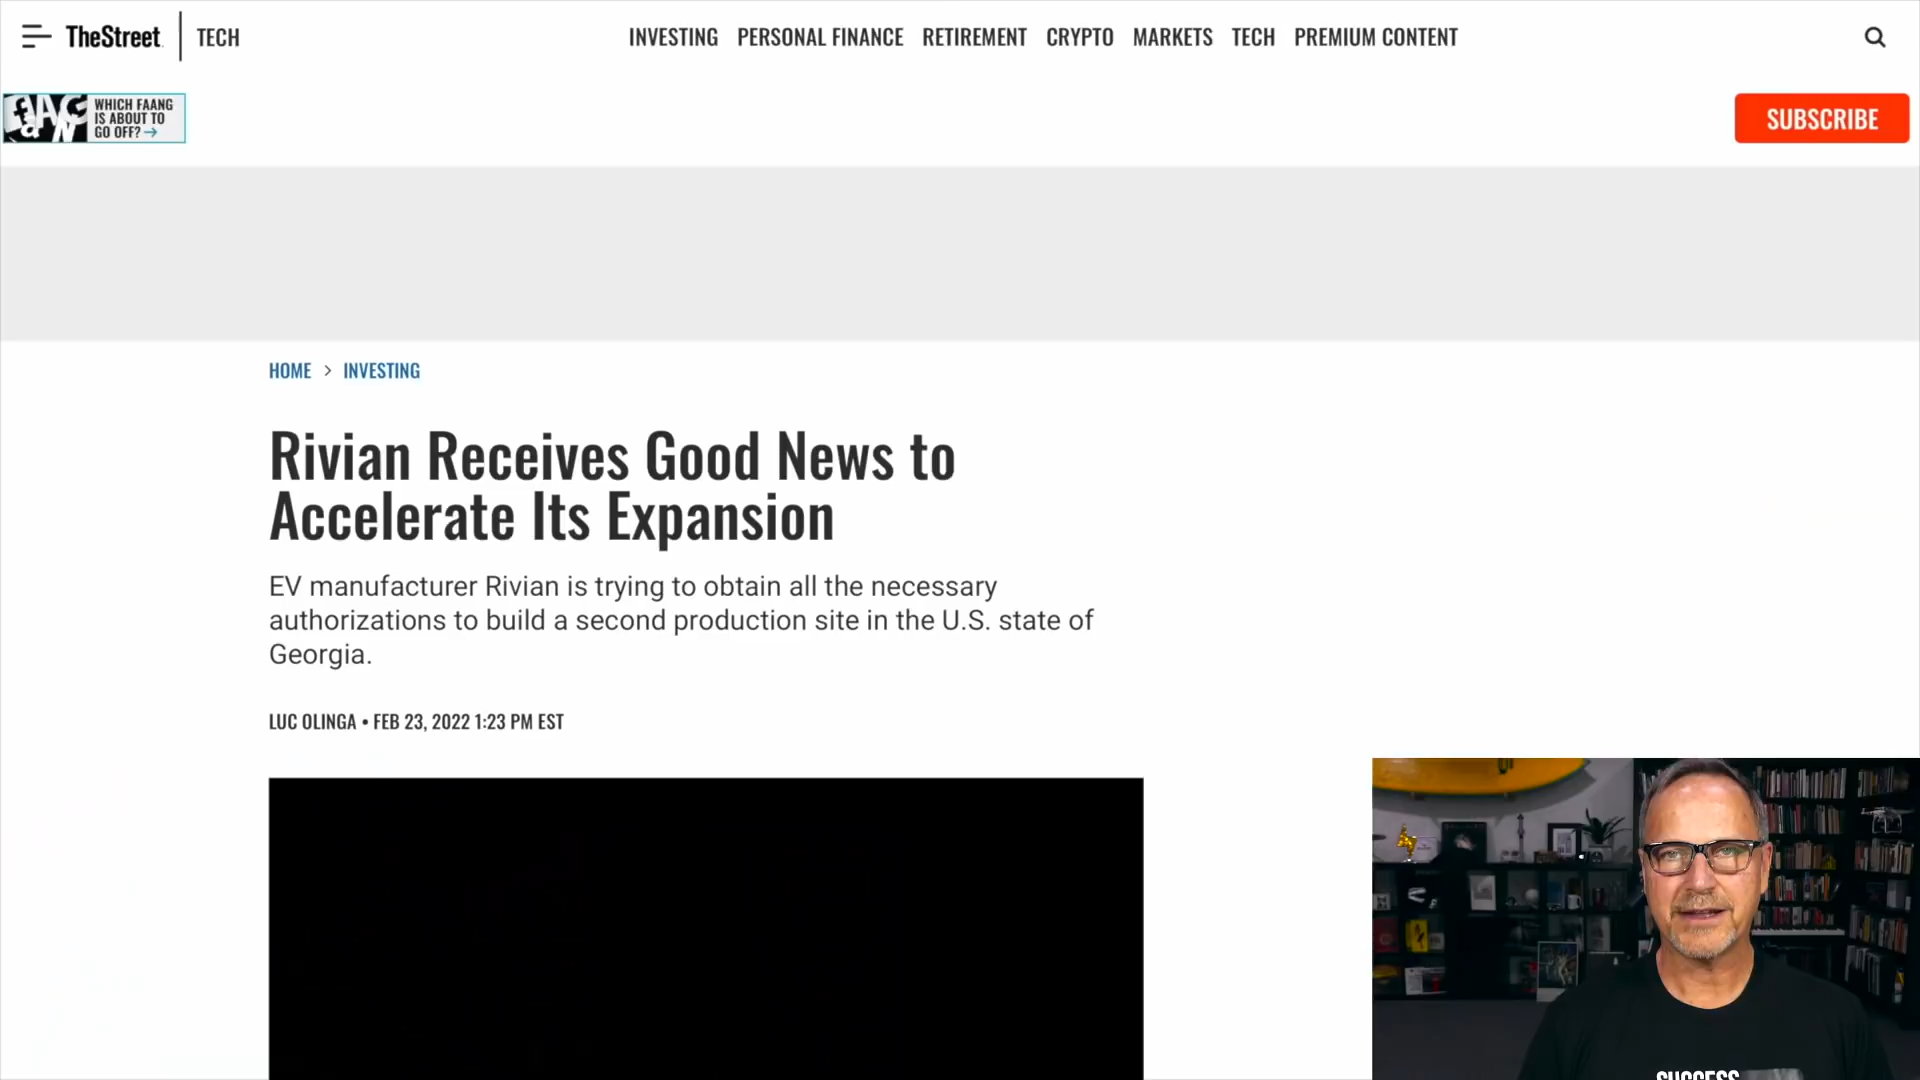 TheStreet
TECH
INVESTING PERSONAL FINANCE RETIREMENT CRYPTO MARKETS TECH PREMIUM CONTENT
FAANG
WHICH FAANG
IS ABOUT TO
GO OFF? →
SUBSCRIBE
HOME > INVESTING
Rivian Receives Good News to
Accelerate Its Expansion
EV manufacturer Rivian is trying to obtain all the necessary
authorizations to build a second production site in the U.S. state of
Georgia.
LUC OLINGA • FEB 23, 2022 1:23 PM EST
SUCCESS